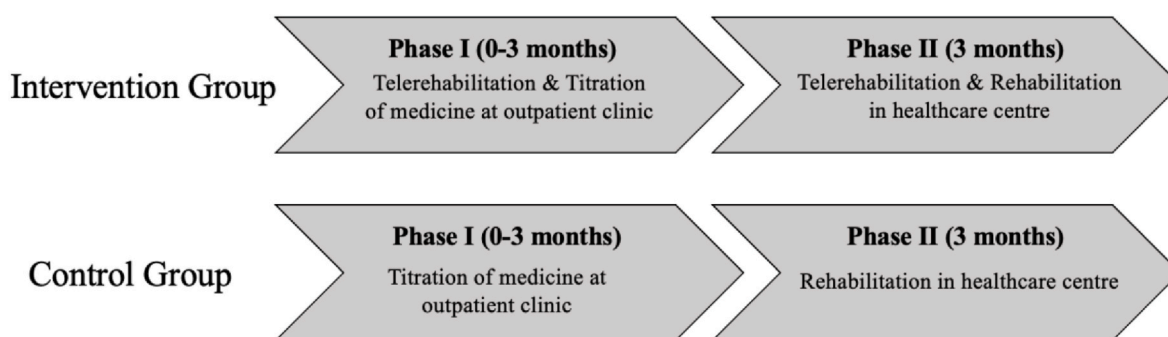 Intervention Group
Phase I (0-3 months)
Telerehabilitation & Titration
of medicine at outpatient clinic
Phase II (3 months)
Telerehabilitation & Rehabilitation
in healthcare centre
Control Group
Phase I (0-3 months)
Titration of medicine at
outpatient clinic
Phase II (3 months)
Rehabilitation in healthcare centre